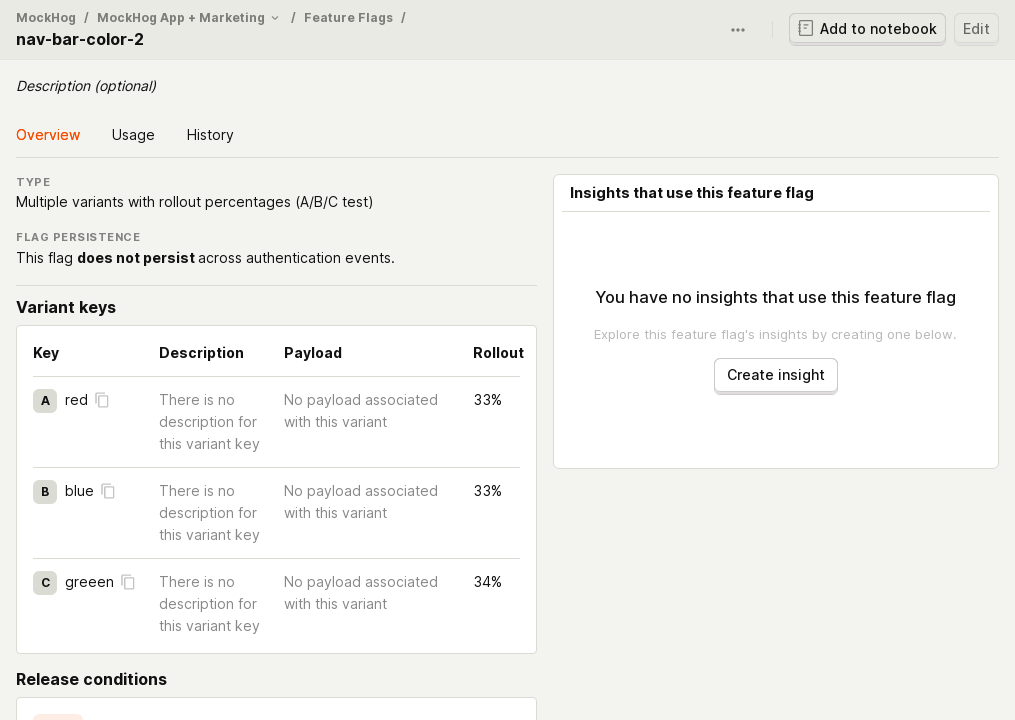 MockHog / MockHog App + Marketing / Feature Flags /
nav-bar-color-2
Add to notebook
Edit
Description (optional)
Overview
Usage
History
TYPE
Multiple variants with rollout percentages (A/B/C test)
FLAG PERSISTENCE
This flag does not persist across authentication events.
Variant keys
Key Description Payload Rollout
A red There is no No payload associated 33%
description for with this variant
this variant key
B blue There is no No payload associated 33%
description for with this variant
this variant key
C greeen There is no No payload associated 34%
description for with this variant
this variant key
Release conditions
Insights that use this feature flag
You have no insights that use this feature flag
Explore this feature flag's insights by creating one below.
Create insight